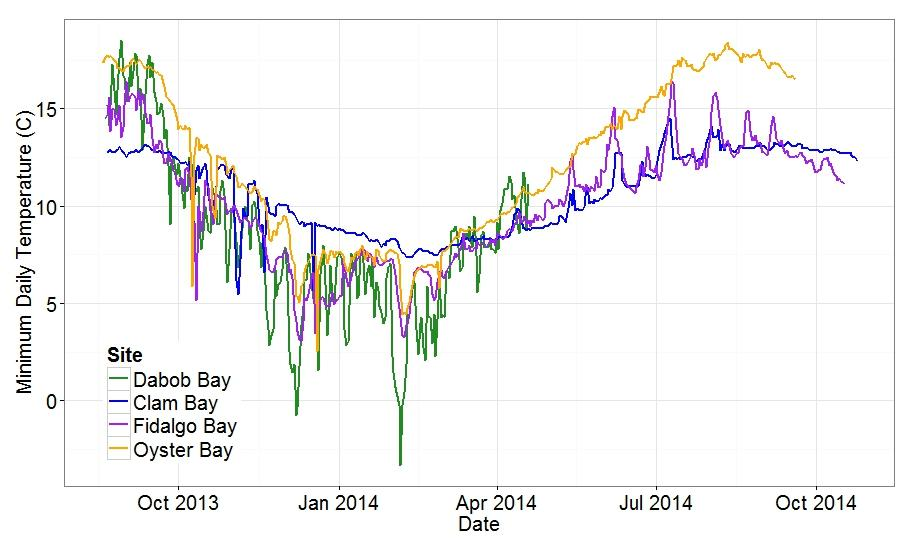 Minimum Daily Temperature (C)
15
10
5
0
Site
Dabob Bay
Clam Bay
Fidalgo Bay
Oyster Bay
Oct 2013
Jan 2014
Apr 2014
Jul 2014
Oct 2014
Date